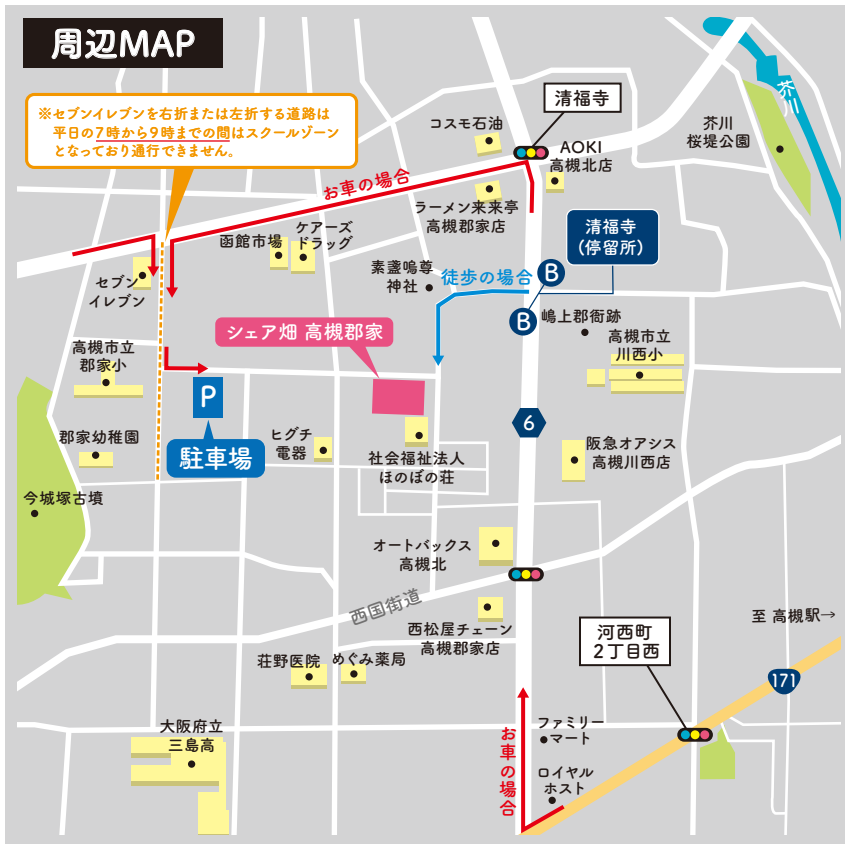 周辺MAP
※セブンイレブンを右折または左折する道路は
平日の7時から9時までの間はスクールゾーン
となっており通行できません。
清福寺
コスモ石油
AOKI
高槻北店
芥川
桜堤公園
芥川
お車の場合
ラーメン来来亭
高槻郡家店
清福寺
（停留所）
函館市場
ケアーズ
ドラッグ
素盞嗚尊
神社
徒歩の場合
B
B
セブン
イレブン
シェア畑 高槻郡家
嶋上郡衙跡
高槻市立
川西小
高槻市立
郡家小
P
駐車場
6
郡家幼稚園
ヒグチ
電器
社会福祉法人
ほのぼの荘
阪急オアシス
高槻川西店
今城塚古墳
オートバックス
高槻北
西国街道
西松屋チェーン
高槻郡家店
至 高槻駅→
河西町
2丁目西
荘野医院
めぐみ薬局
171
大阪府立
三島高
お車の場合
ファミリー
マート
ロイヤル
ホスト